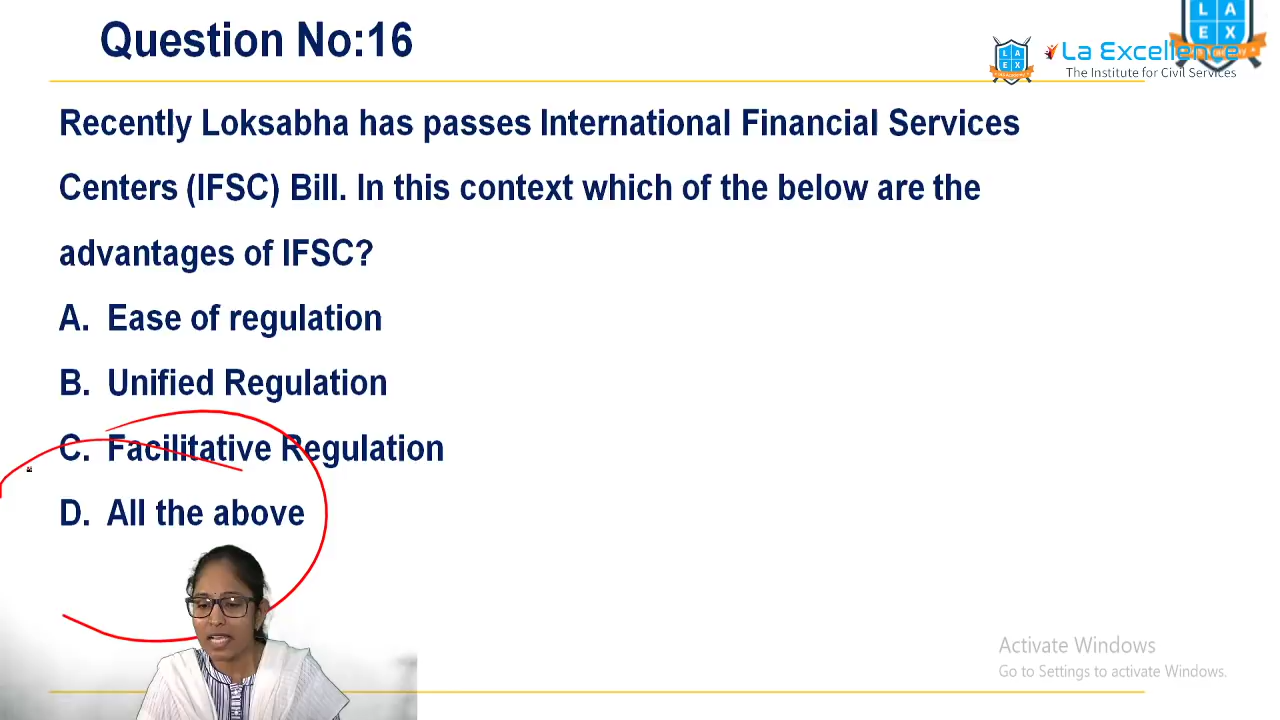 Question No:16
L A
E X
La Excellence
The Institute for Civil Services
Recently Loksabha has passes International Financial Services
Centers (IFSC) Bill. In this context which of the below are the
advantages of IFSC?
A. Ease of regulation
B. Unified Regulation
C. Facilitative Regulation
D. All the above
Activate Windows
Go to Settings to activate Windows.